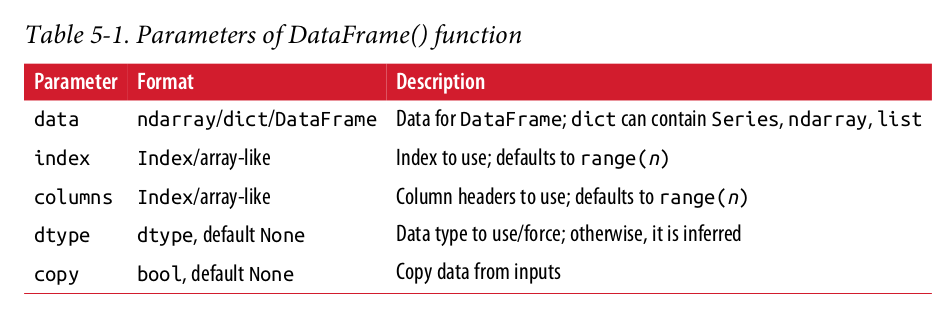 Table 5-1. Parameters of DataFrame() function
Parameter Format Description
data ndarray/dict/DataFrame Data for DataFrame; dict can contain Series, ndarray, list
index Index/array-like Index to use; defaults to range(n)
columns Index/array-like Column headers to use; defaults to range(n)
dtype dtype, default None Data type to use/force; otherwise, it is inferred
copy bool, default None Copy data from inputs